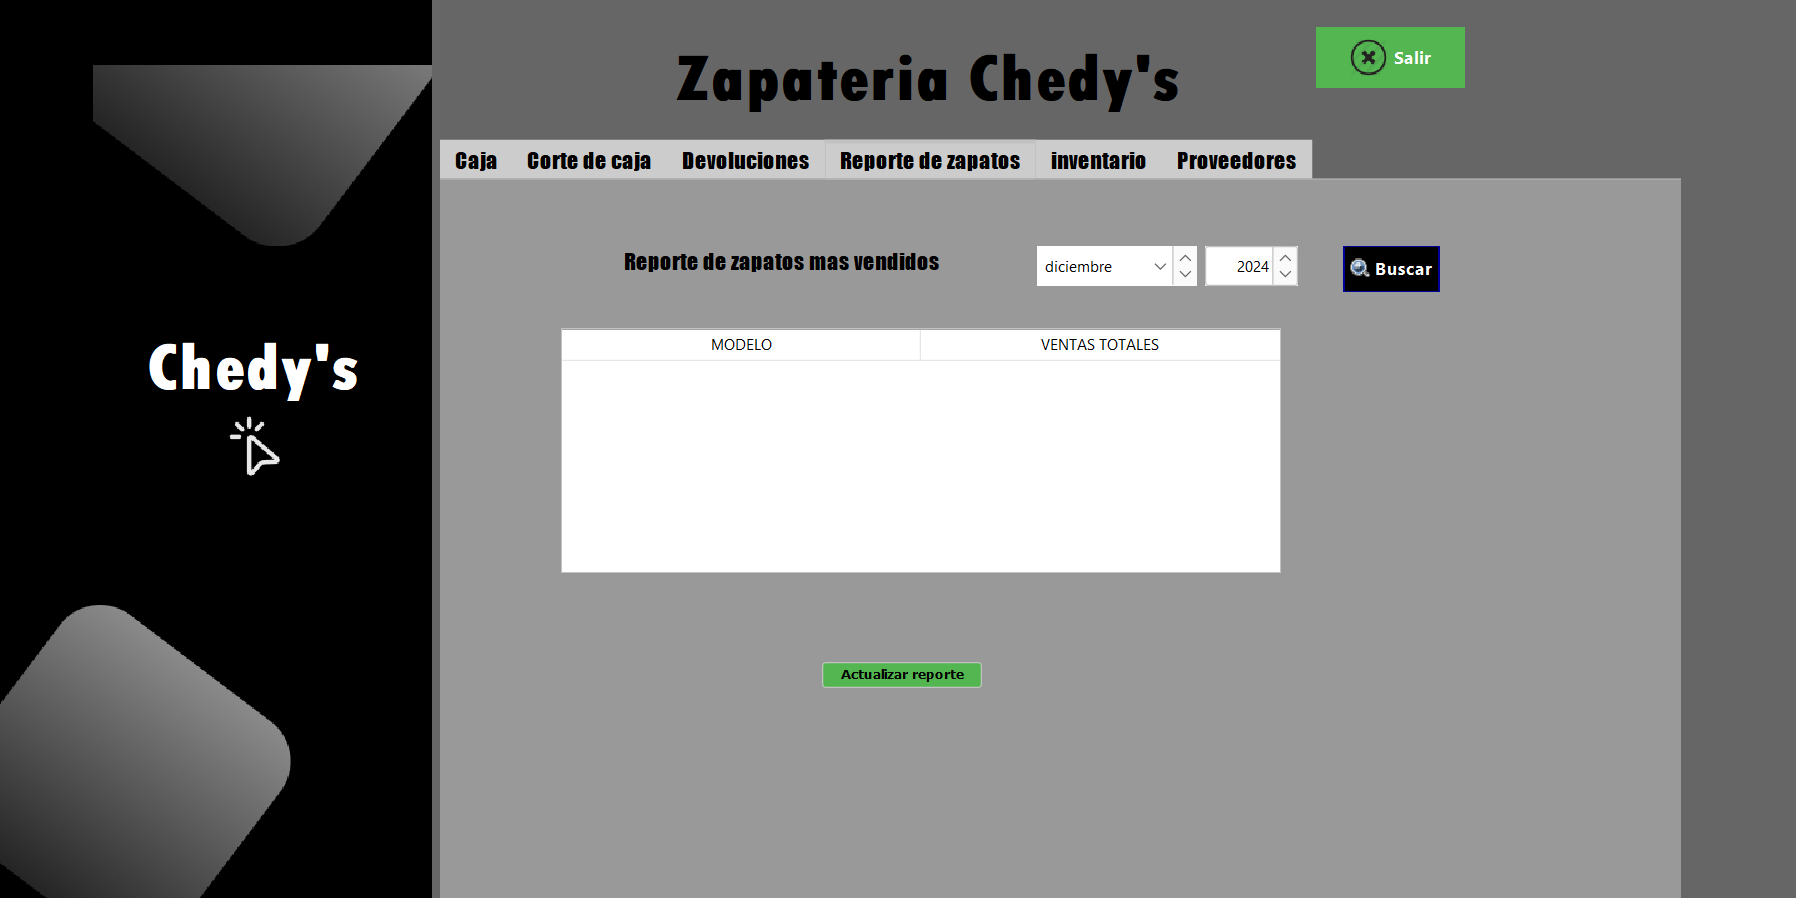 Zapateria Chedy's
Salir
Caja
Corte de caja
Devoluciones
Reporte de zapatos
inventario
Proveedores
Reporte de zapatos mas vendidos
diciembre
2024
Buscar
MODELO
VENTAS TOTALES
Chedy's
Actualizar reporte